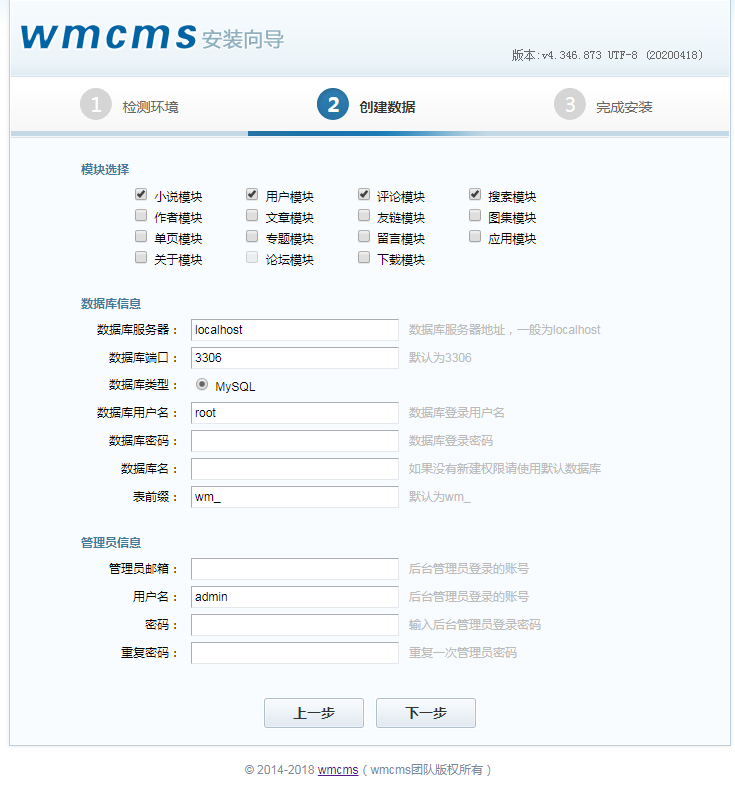 wmcms 安装向导
版本:v4.346.873 UTF-8 (20200418)
1 检测环境 2 创建数据 3 完成安装
模块选择
小说模块 用户模块 评论模块 搜索模块
作者模块 文章模块 友链模块 图集模块
单页模块 专题模块 留言模块 应用模块
关于模块 论坛模块 下载模块
数据库信息
数据库服务器： localhost 数据库服务器地址，一般为localhost
数据库端口： 3306 默认为3306
数据库类型： MySQL
数据库用户名： root 数据库登录用户名
数据库密码： 数据库登录密码
数据库名： 如果没有新建权限请使用默认数据库
表前缀： wm_ 默认为wm_
管理员信息
管理员邮箱： 后台管理员登录的账号
用户名： admin 后台管理员登录的账号
密码： 输入后台管理员登录密码
重复密码： 重复一次管理员密码
上一步 下一步
© 2014-2018 wmcms（wmcms团队版权所有）